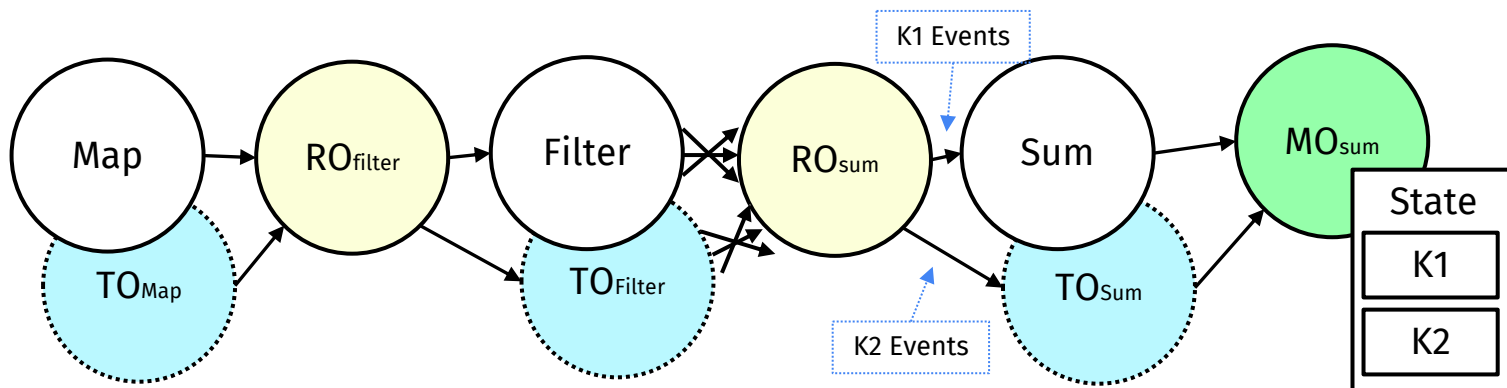 K1 Events
Map
ROfilter
Filter
ROsum
Sum
MOsum
State
K1
K2
TOMap
TOFilter
TOSum
K2 Events